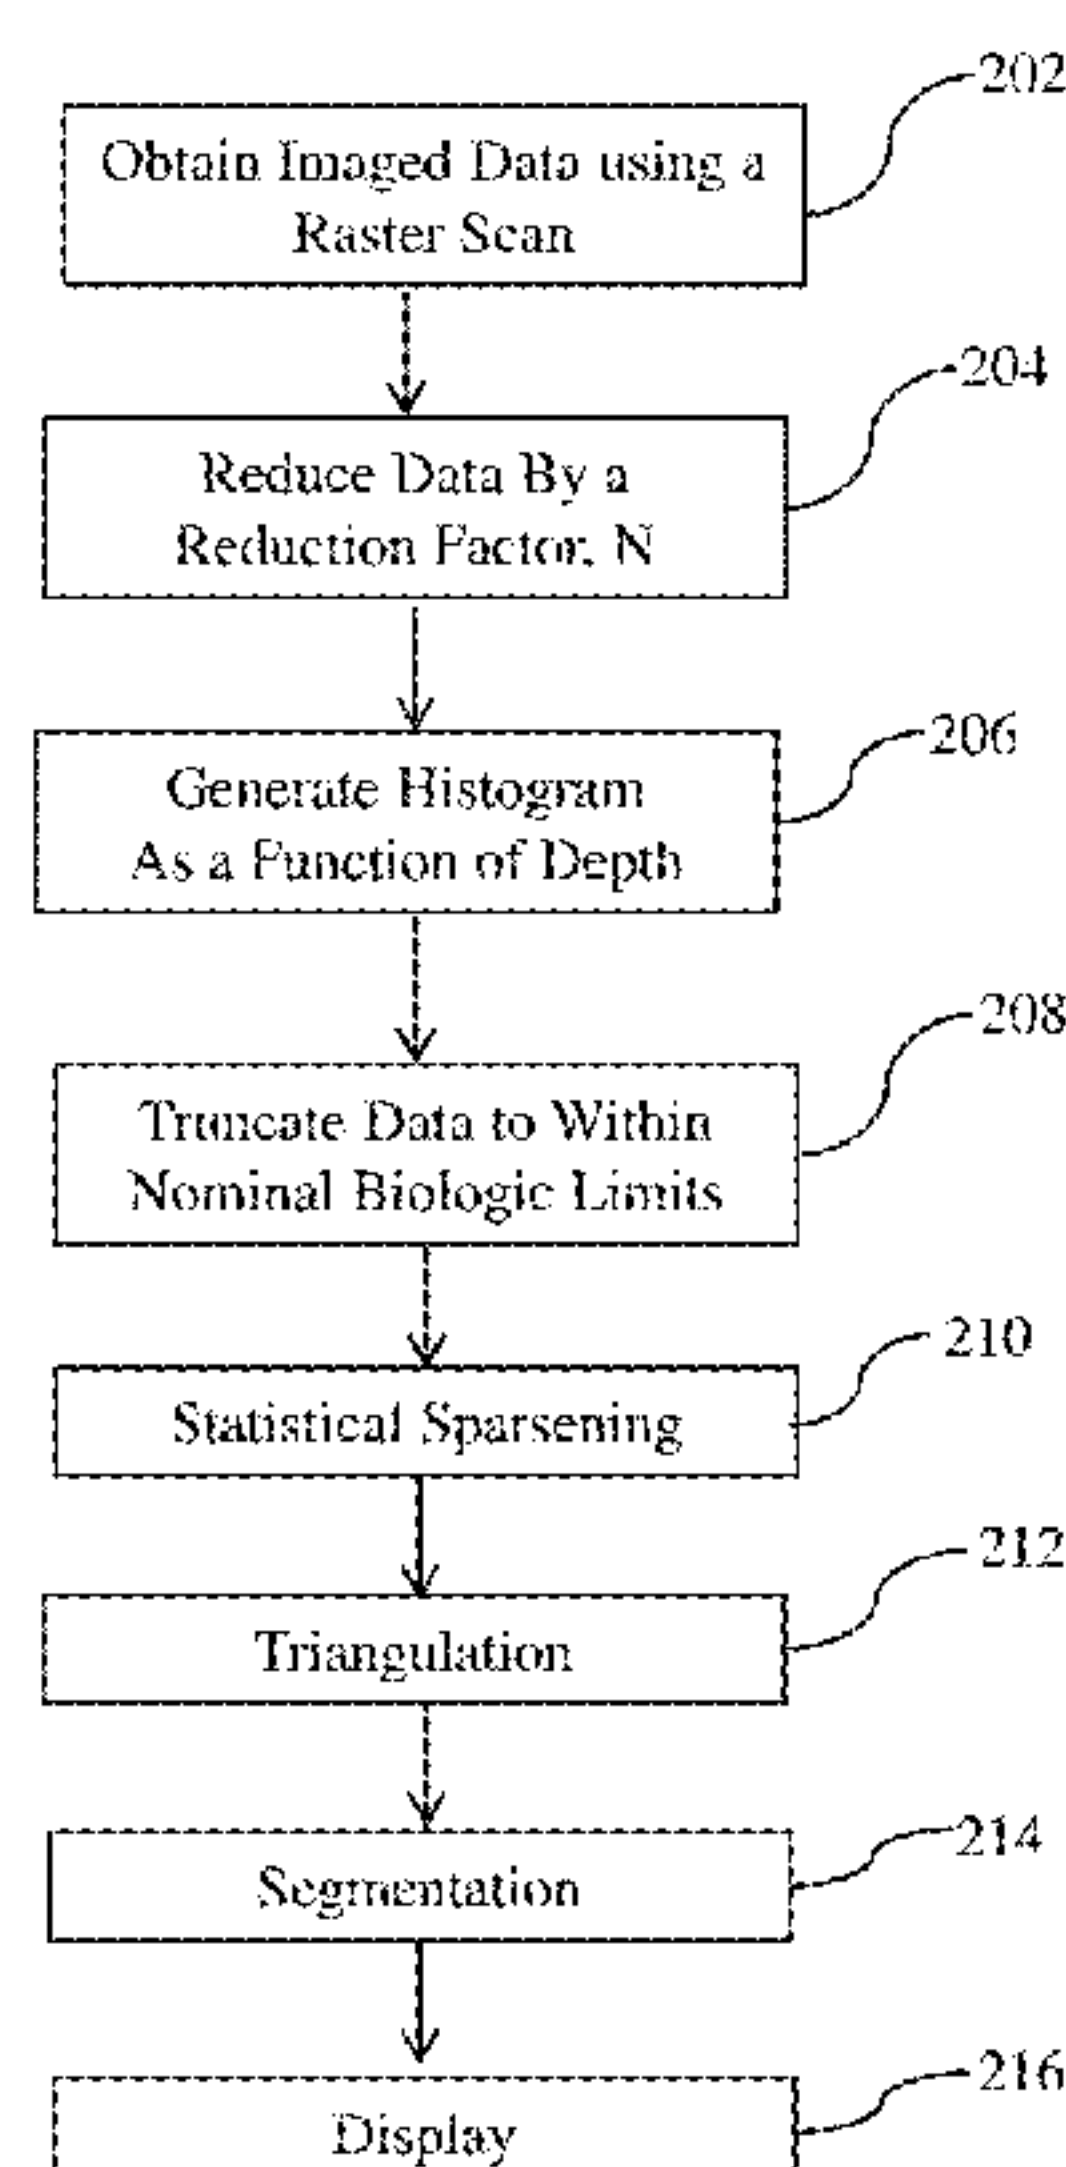 202
Obtain Imaged Data using a
Raster Scan
204
Reduce Data By a
Reduction Factor, N
206
Generate Histogram
As a Function of Depth
208
Truncate Data to Within
Nominal Biologic Limits
210
Statistical Sparsening
212
Triangulation
214
Segmentation
216
Display